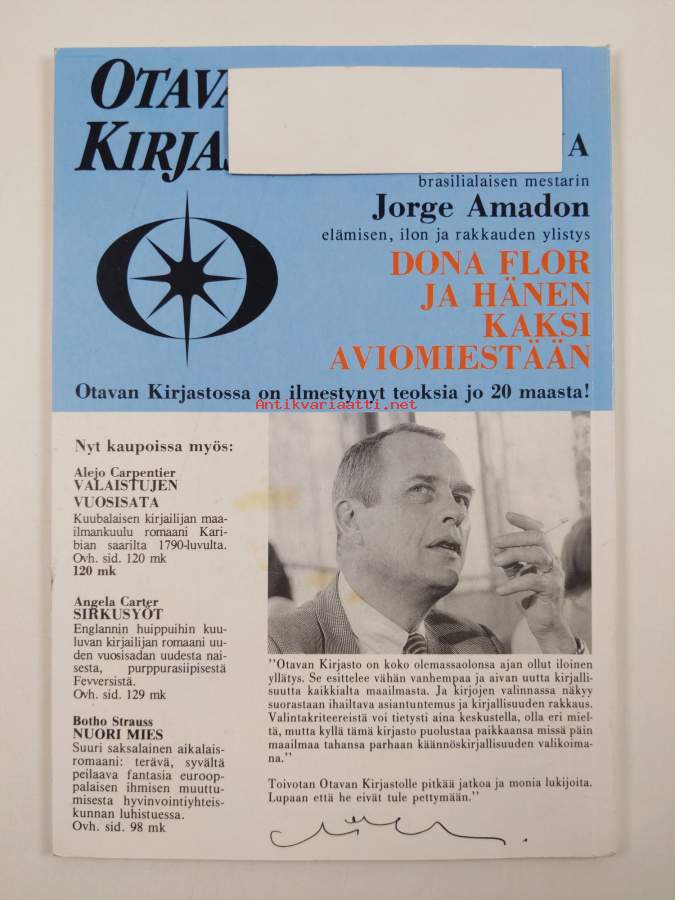 OTAVA
KIRJAS
A
brasilialaisen mestarin
Jorge Amadon
elämisen, ilon ja rakkauden ylistys
DONA FLOR
JA HÄNEN
KAKSI
AVIOMIESTÄÄN
Otavan Kirjastossa on ilmestynyt teoksia jo 20 maasta!
Antikvariaatti.net
Nyt kaupoissa myös:
Alejo Carpentier
VALAISTUJEN
VUOSISATA
Kuubalaisen kirjailijan maa-
ilmankuulu romaani Kari-
bian saarilta 1790-luvulta.
Ovh. sid. 120 mk
120 mk
Angela Carter
SIRKUSYÖT
Englannin huippuihin kuu-
luvan kirjailijan romaani uu-
den vuosisadan uudesta nai-
sesta, purppurasiipisestä
Fevversistä.
Ovh. sid. 129 mk
Botho Strauss
NUORI MIES
Suuri saksalainen aikalais-
romaani: terävä, syvältä
peilaava fantasia euroop-
palaisen ihmisen muuttu-
misesta hyvinvointiyhteis-
kunnan luhistuessa.
Ovh. sid. 98 mk
"Otavan Kirjasto on koko olemassaolonsa ajan ollut iloinen
yllätys. Se esittelee vähän vanhempaa ja aivan uutta kirjalli-
suutta kaikkialta maailmasta. Ja kirjojen valinnassa näkyy
suorastaan ihailtava asiantuntemus ja kirjallisuuden rakkaus.
Valintakriteereistä voi tietysti aina keskustella, olla eri miel-
tä, mutta kyllä tämä kirjasto puolustaa paikkaansa missä päin
maailmaa tahansa parhaan käännöskirjallisuuden valikoima-
na."
Toivotan Otavan Kirjastolle pitkää jatkoa ja monia lukijoita.
Lupaan että he eivät tule pettymään."